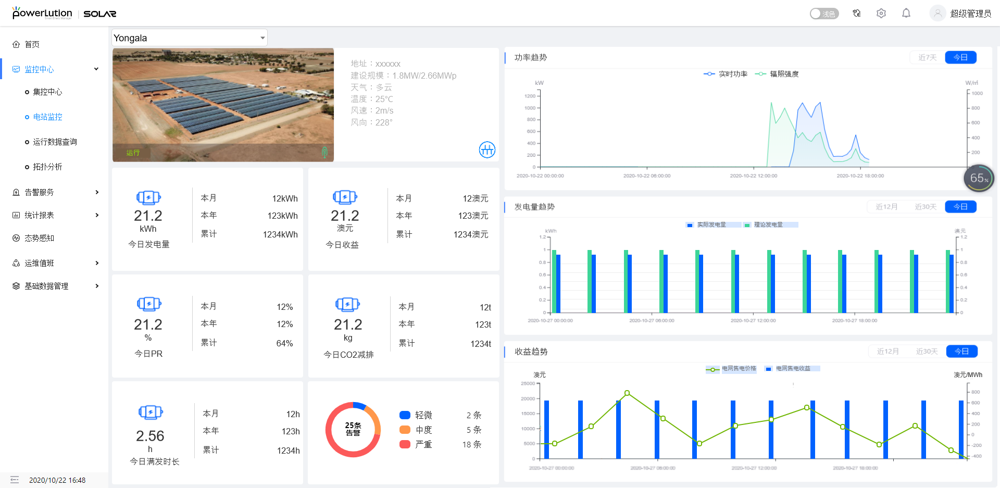 powerLution SOLAR
浅色
超级管理员
首页
监控中心
集控中心
电站监控
运行数据查询
拓扑分析
告警服务
统计报表
态势感知
运维值班
基础数据管理
2020/10/22 16:48
Yongala
运行
地址：xxxxxx
建设规模：1.8MW/2.66MWp
天气：多云
温度：25°C
风速：2m/s
风向：228°
21.2
kWh
今日发电量
本月 12kWh
本年 123kWh
累计 1234kWh
21.2
澳元
今日收益
本月 12澳元
本年 123澳元
累计 1234澳元
21.2
%
今日PR
本月 12%
本年 12%
累计 64%
21.2
kg
今日CO2减排
本月 12t
本年 123t
累计 1234t
2.56
h
今日满发时长
本月 12h
本年 123h
累计 1234h
25条
告警
轻微 2 条
中度 5 条
严重 18 条
功率趋势
近7天 今日
实时功率 辐照强度
kW W/㎡
1200
1000
800
600
400
200
0
1000
800
600
400
200
2020-10-22 00:00:00 2020-10-22 06:00:00 2020-10-22 12:00:00 2020-10-22 18:00:00
65%
发电量趋势
近12月 近30天 今日
实际发电量 理论发电量
kWh 澳元
1.2 1.2
1 1
0.8 0.8
0.6 0.6
0.4 0.4
0.2 0.2
0 0
2020-10-27 00:00:00 2020-10-27 06:00:00 2020-10-27 12:00:00 2020-10-27 18:00:00
收益趋势
近12月 近30天 今日
电网售电价格 电网售电收益
澳元 澳元/MWh
25000
20000
15000
10000
5000
0
800
600
400
200
0
-200
-400
2020-10-27 00:00:00 2020-10-27 06:00:00 2020-10-27 12:00:00 2020-10-27 18:00:00